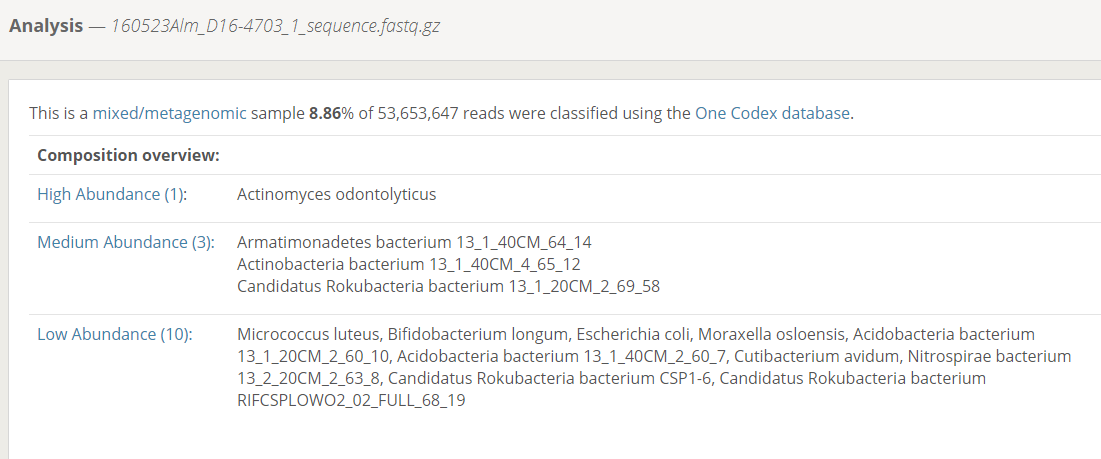 Analysis — 160523Alm_D16-4703_1_sequence.fastq.gz
This is a mixed/metagenomic sample 8.86% of 53,653,647 reads were classified using the One Codex database.
Composition overview:
High Abundance (1): Actinomyces odontolyticus
Medium Abundance (3): Armatimonadetes bacterium 13_1_40CM_64_14
Actinobacteria bacterium 13_1_40CM_4_65_12
Candidatus Rokubacteria bacterium 13_1_20CM_2_69_58
Low Abundance (10): Micrococcus luteus, Bifidobacterium longum, Escherichia coli, Moraxella osloensis, Acidobacteria bacterium
13_1_20CM_2_60_10, Acidobacteria bacterium 13_1_40CM_2_60_7, Cutibacterium avidum, Nitrospirae bacterium
13_2_20CM_2_63_8, Candidatus Rokubacteria bacterium CSP1-6, Candidatus Rokubacteria bacterium
RIFCSPLOWO2_02_FULL_68_19